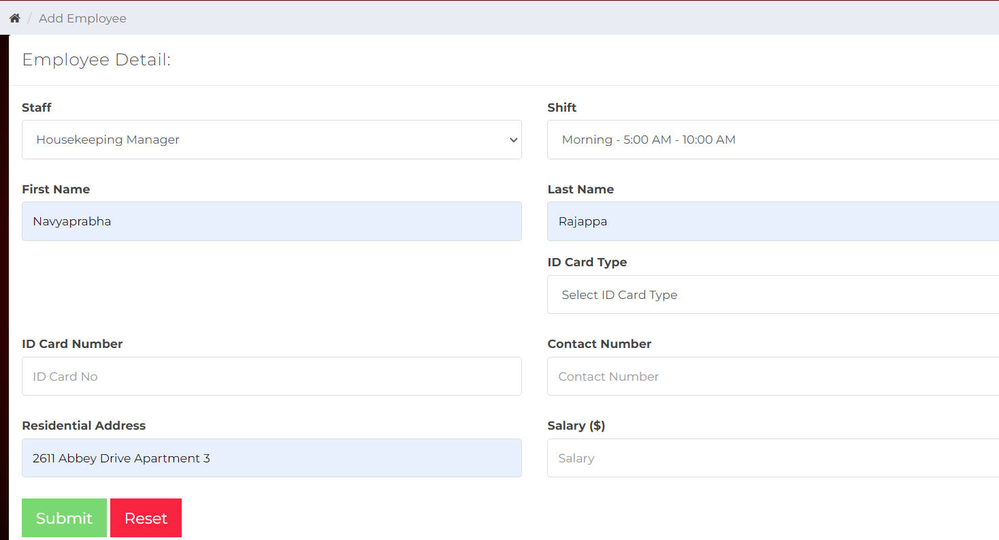 / Add Employee
Employee Detail:
Staff
Shift
Housekeeping Manager
Morning - 5:00 AM - 10:00 AM
First Name
Last Name
Navyaprabha
Rajappa
ID Card Type
Select ID Card Type
ID Card Number
Contact Number
ID Card No
Contact Number
Residential Address
Salary ($)
2611 Abbey Drive Apartment 3
Salary
Submit Reset